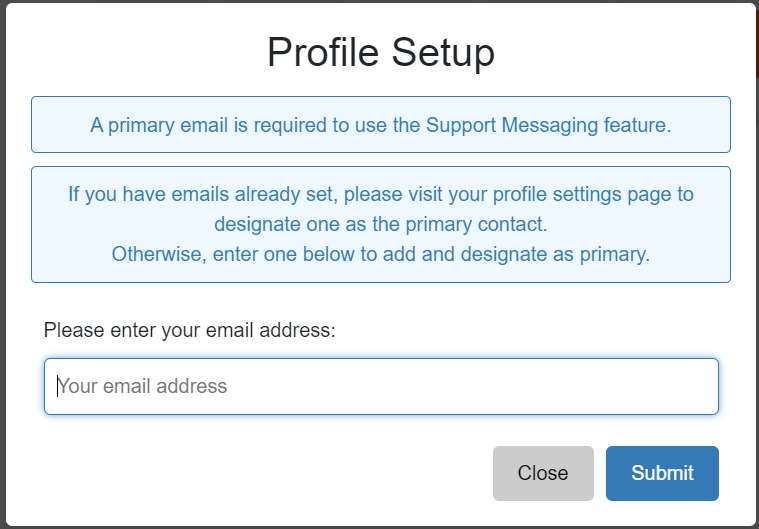 Profile Setup
A primary email is required to use the Support Messaging feature.
If you have emails already set, please visit your profile settings page to
designate one as the primary contact.
Otherwise, enter one below to add and designate as primary.
Please enter your email address:
Your email address
Close
Submit